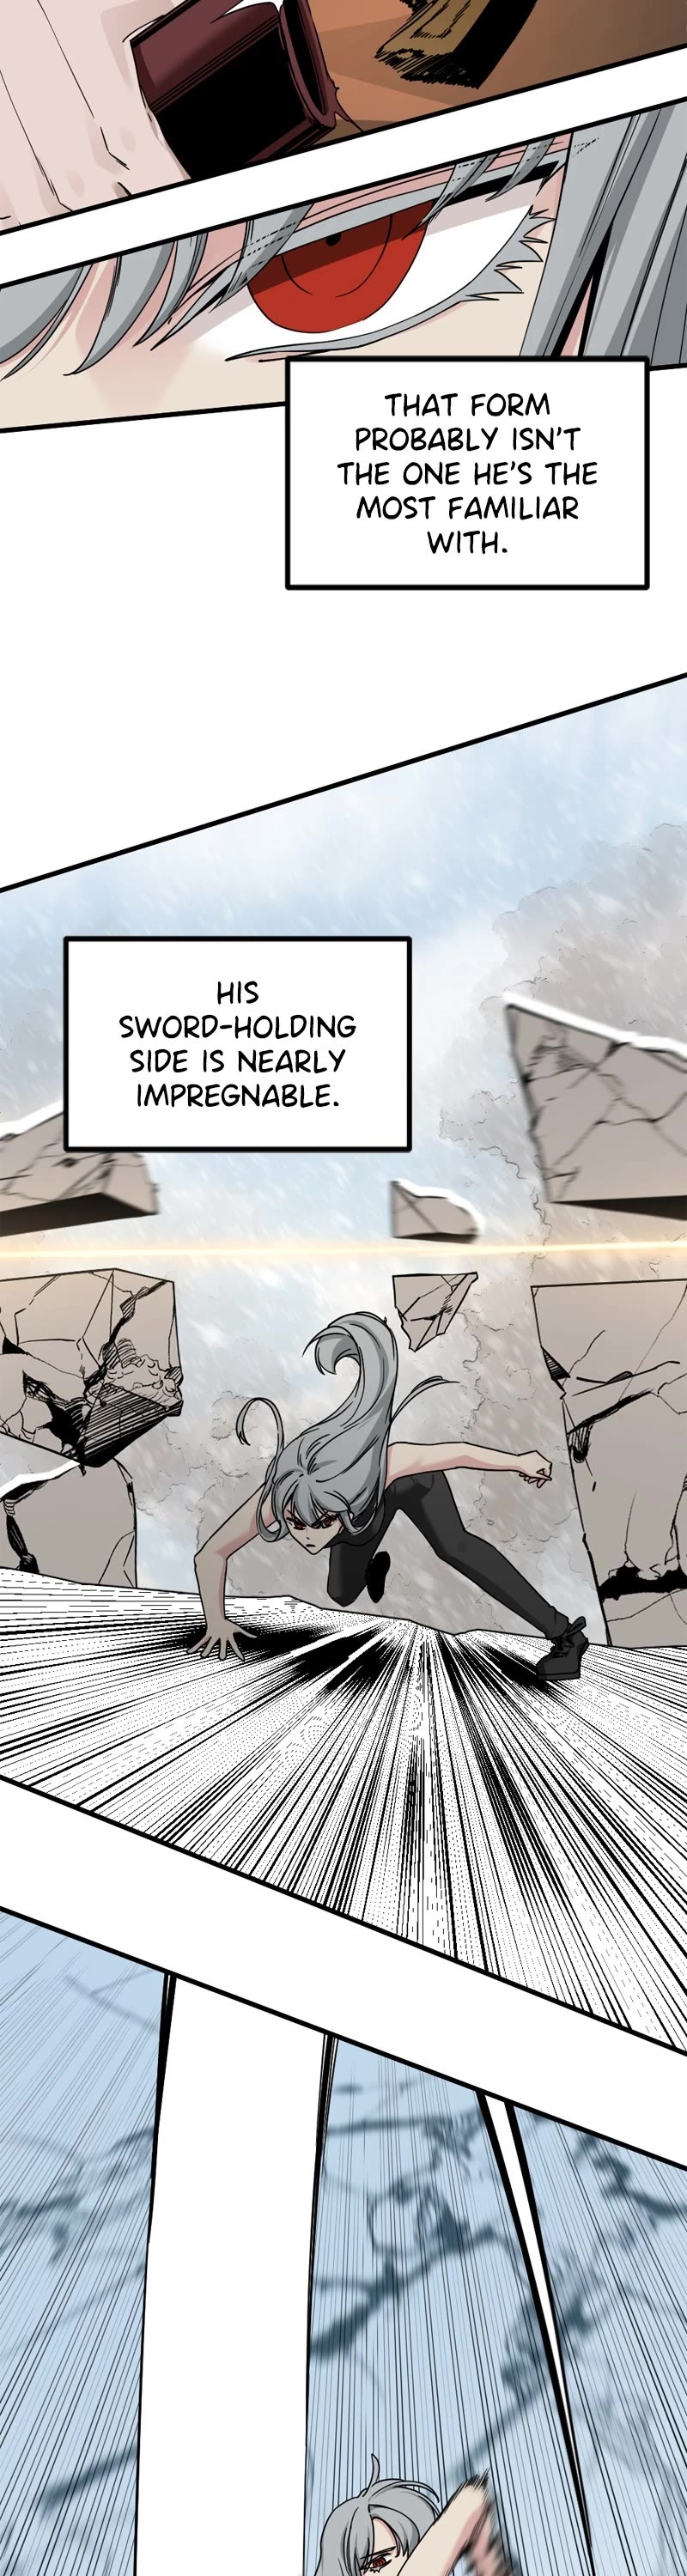 THAT FORM
PROBABLY ISN'T
THE ONE HE'S THE
MOST FAMILIAR
WITH.
HIS
SWORD-HOLDING
SIDE IS NEARLY
IMPREGNABLE.